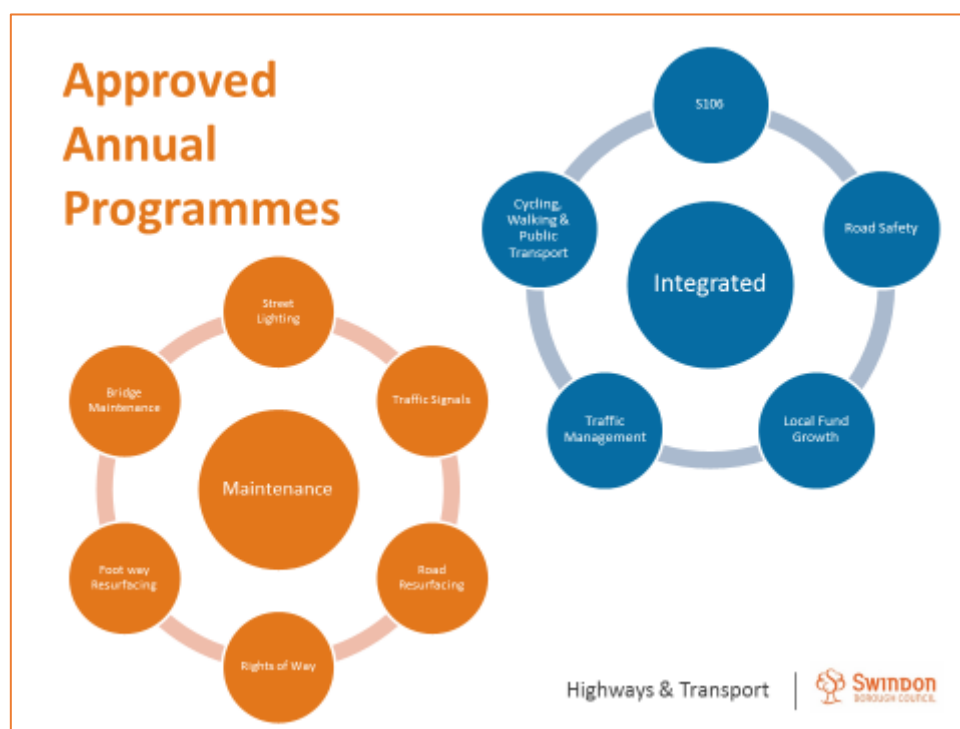 Approved
Annual
Programmes
S106
Cycling,
Walking &
Public
Transport
Road Safety
Integrated
Traffic
Management
Local Fund
Growth
Street
Lighting
Bridge
Maintenance
Traffic Signals
Maintenance
Foot way
Resurfacing
Road
Resurfacing
Rights of Way
Highways & Transport
SWINDON
BOROUGH COUNCIL